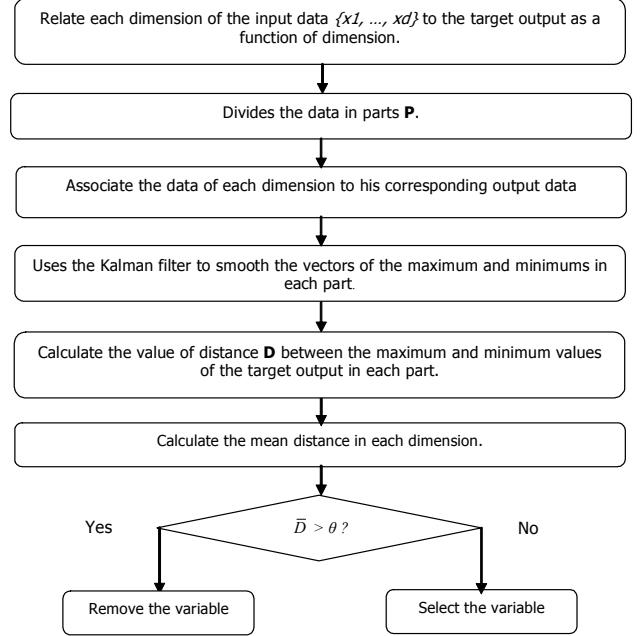 Relate each dimension of the input data {x1, ..., xd} to the target output as a
function of dimension.
Divides the data in parts P.
Associate the data of each dimension to his corresponding output data
Uses the Kalman filter to smooth the vectors of the maximum and minimums in
each part.
Calculate the value of distance D between the maximum and minimum values
of the target output in each part.
Calculate the mean distance in each dimension.
Yes
D̅ > θ ?
No
Remove the variable
Select the variable